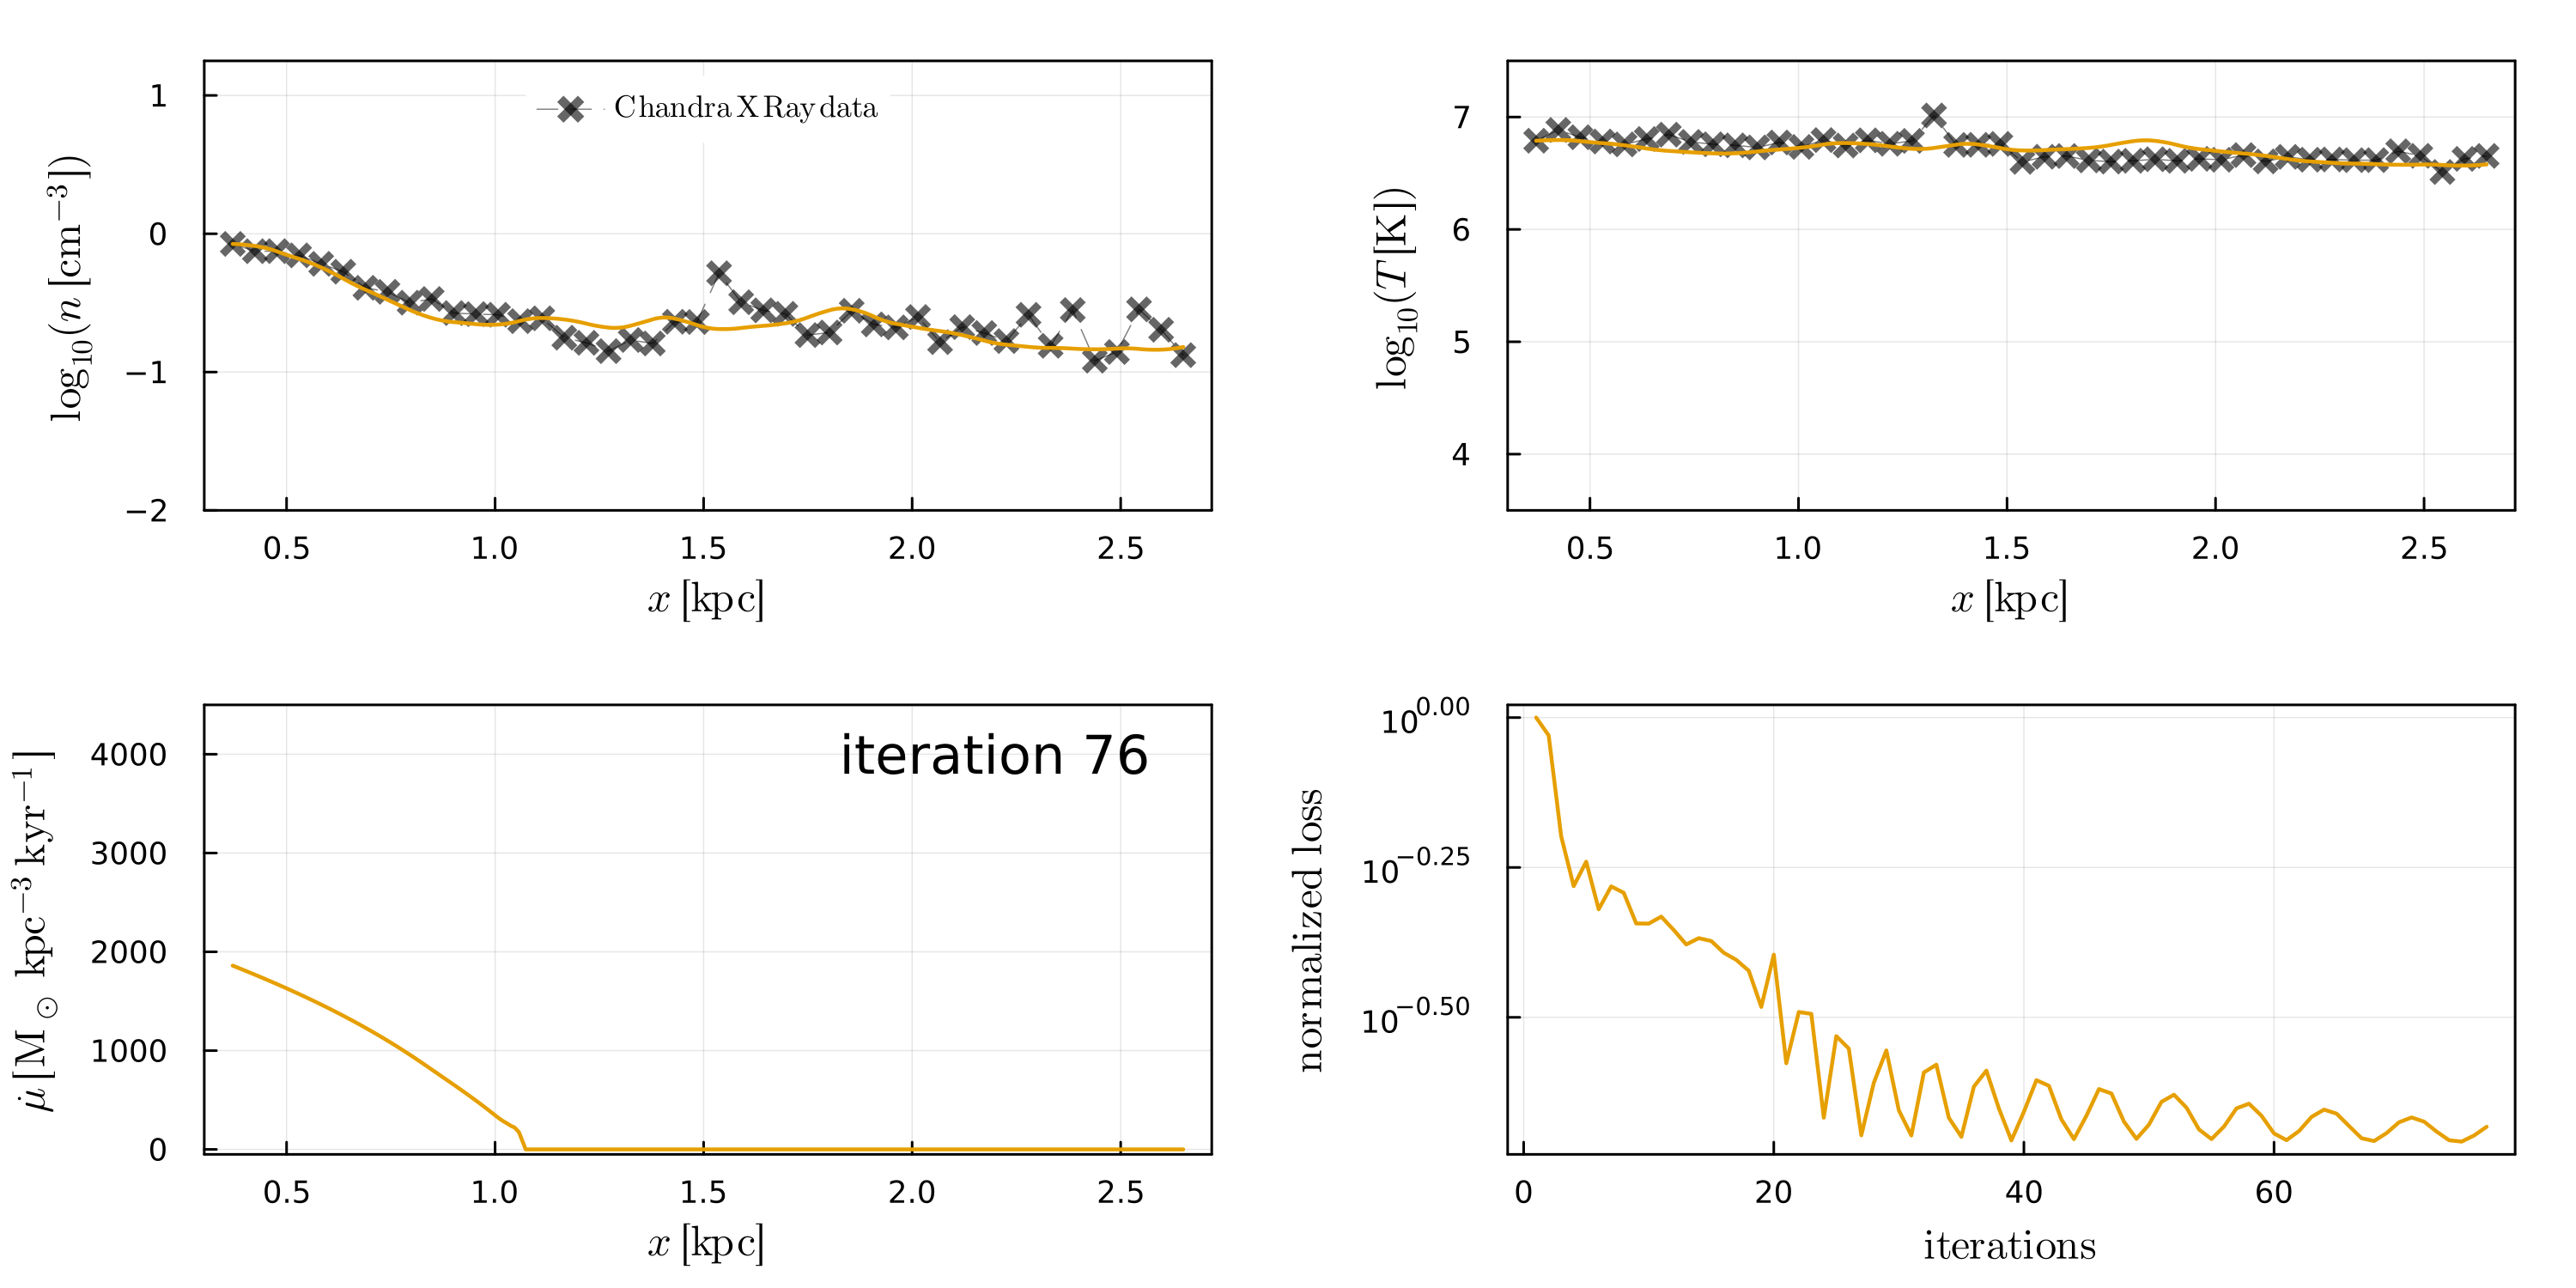 log₁₀(n [cm⁻³])
1
0
−1
−2
Chandra X Ray data
0.5 1.0 1.5 2.0 2.5
x [kpc]
log₁₀(T [K])
7
6
5
4
0.5 1.0 1.5 2.0 2.5
x [kpc]
μ̇ [M⊙ kpc⁻³ kyr⁻¹]
4000
3000
2000
1000
0
iteration 76
0.5 1.0 1.5 2.0 2.5
x [kpc]
normalized loss
10⁰·⁰⁰
10⁻⁰·²⁵
10⁻⁰·⁵⁰
0 20 40 60
iterations